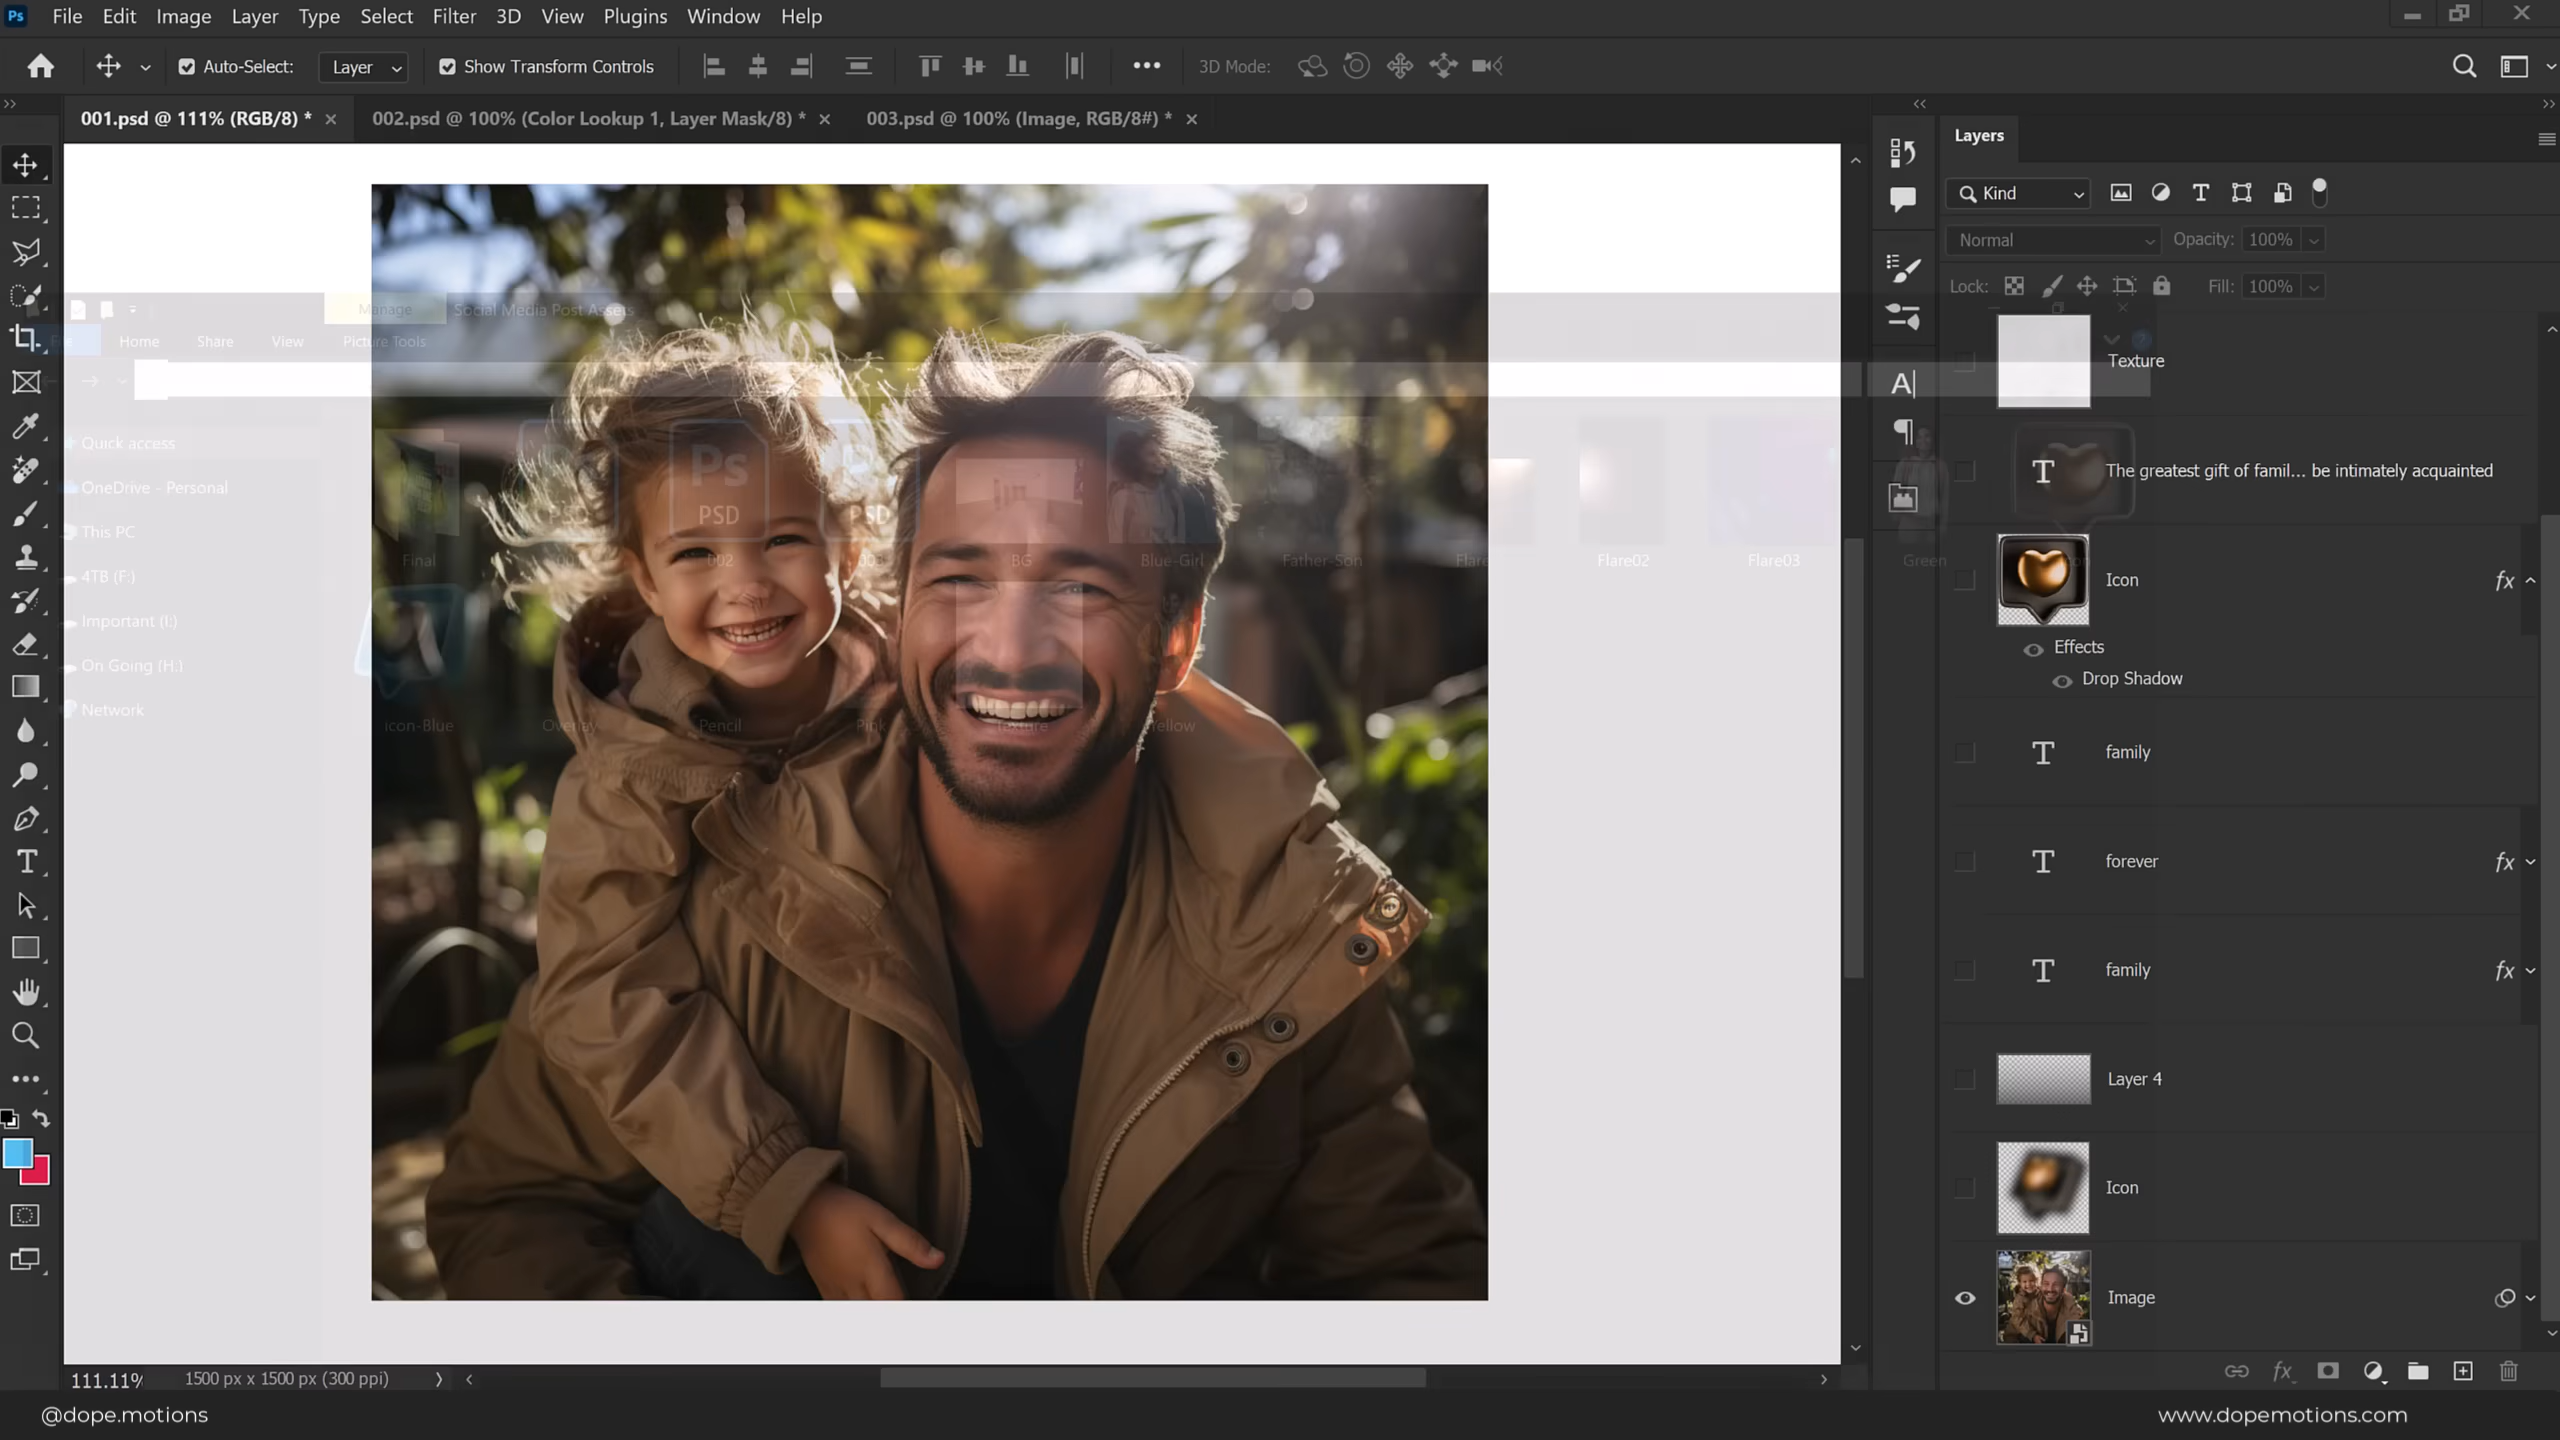 Ps File Edit Image Layer Type Select Filter 3D View Plugins Window Help
Auto-Select: Layer Show Transform Controls 3D Mode:
001.psd @ 111% (RGB/8) * 002.psd @ 100% (Color Lookup 1, Layer Mask/8) * 003.psd @ 100% (Image, RGB/8#) *
Manage Social Media Post Assets
Home Share View Picture Tools
Quick access
OneDrive - Personal
This PC
4TB (F:)
Important (I:)
On Going (H:)
Network
Ps
PSD PSD PSD
Final 002 003 BG Blue-Girl Father-Son Flare Flare02 Flare03 Green
icon-Blue Overlay Pencil Pink Texture Yellow
Layers
Kind
Normal Opacity: 100%
Lock: Fill: 100%
Texture
The greatest gift of famil... be intimately acquainted
Icon fx
Effects
Drop Shadow
family
forever fx
family fx
Layer 4
Icon
Image
111.11% 1500 px x 1500 px (300 ppi)
fx
@dope.motions
www.dopemotions.com